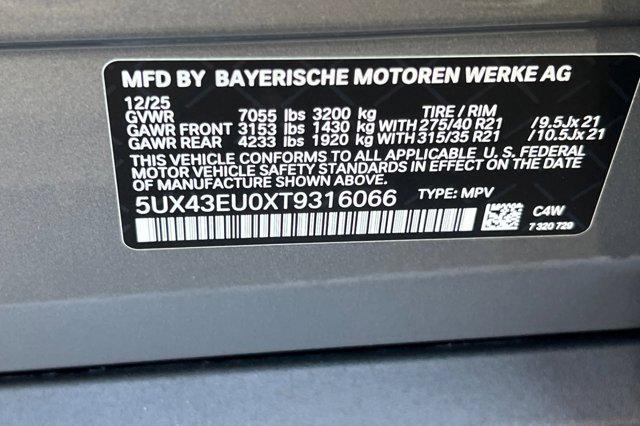 MFD BY BAYERISCHE MOTOREN WERKE AG
12/25
GVWR 7055 lbs 3200 kg TIRE / RIM
GAWR FRONT 3153 lbs 1430 kg WITH 275/40 R21 /9.5Jx21
GAWR REAR 4233 lbs 1920 kg WITH 315/35 R21 /10.5Jx21
THIS VEHICLE CONFORMS TO ALL APPLICABLE U.S. FEDERAL
MOTOR VEHICLE SAFETY STANDARDS IN EFFECT ON THE DATE
OF MANUFACTURE SHOWN ABOVE.
5UX43EU0XT9316066 TYPE: MPV
C4W
7 320 729